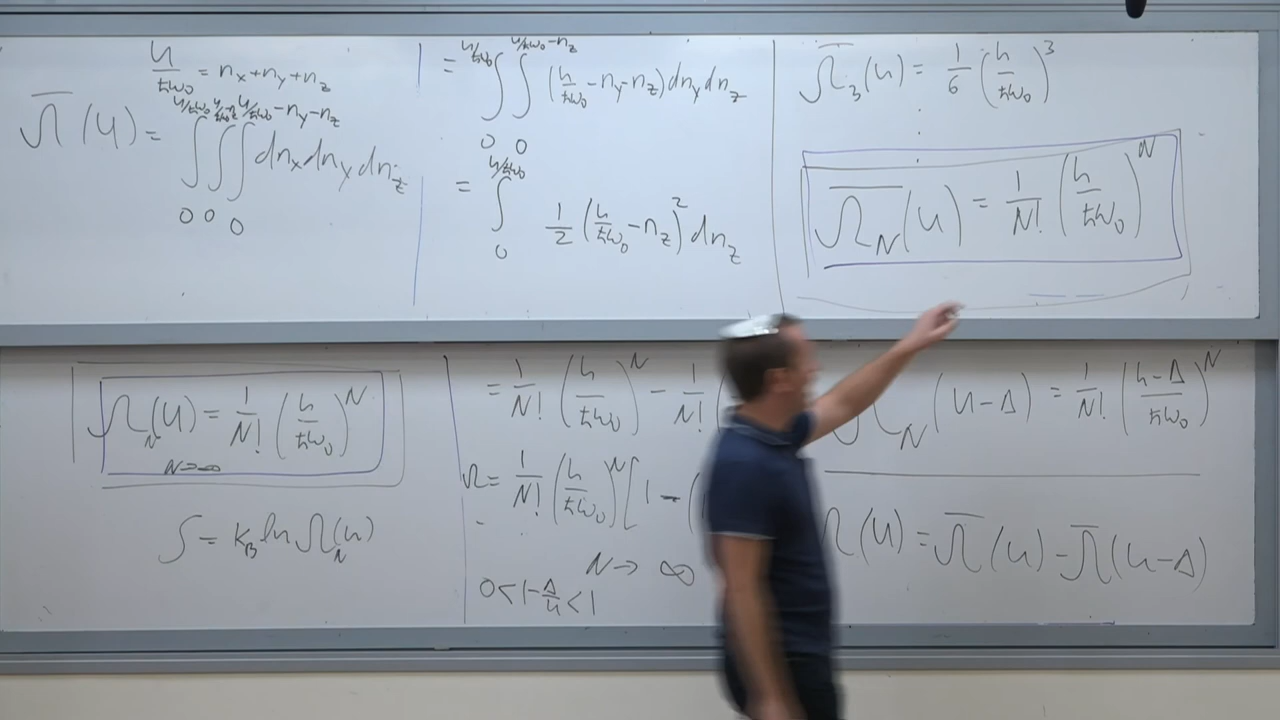 u/ħω₀ = n_x+n_y+n_z
Ω̄(u) = ∫₀^{u/ħω₀} ∫₀^{u/ħω₀-n_z} ∫₀^{u/ħω₀-n_y-n_z} dn_x dn_y dn_z
= ∫₀^{u/ħω₀} ∫₀^{u/ħω₀-n_z} (u/ħω₀-n_y-n_z) dn_y dn_z
= ∫₀^{u/ħω₀} 1/2 (u/ħω₀-n_z)² dn_z
Ω̄₃(u) = 1/6 (u/ħω₀)³
Ω̄_N(u) = 1/N! (u/ħω₀)^N
Ω_N(u) = 1/N! (u/ħω₀)^N
N→∞
S = k_B ln Ω_N(u)
= 1/N! (u/ħω₀)^N - 1/N! (
Ω = 1/N! (u/ħω₀)^N [1 - (
N → ∞
0<1-Δ/u<1
Ω_N(u-Δ) = 1/N! (u-Δ/ħω₀)^N
Ω(u) = Ω̄(u) - Ω̄(u-Δ)